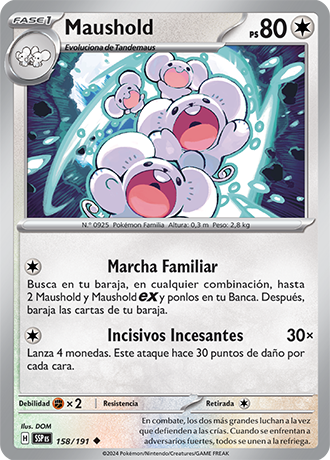 FASE 1
Maushold
PS 80
Evoluciona de Tandemaus
N.º 0925 Pokémon Familia Altura: 0,3 m Peso: 2,8 kg
Marcha Familiar
Busca en tu baraja, en cualquier combinación, hasta
2 Maushold y Maushold ex y ponlos en tu Banca. Después,
baraja las cartas de tu baraja.
Incisivos Incesantes 30×
Lanza 4 monedas. Este ataque hace 30 puntos de daño por
cada cara.
Debilidad ×2 Resistencia Retirada
Ilus. DOM
H SSP ES 158/191
En combate, los dos más grandes luchan a la vez
que defienden a las crías. Cuando se enfrentan a
adversarios fuertes, todos se unen a la refriega.
©2024 Pokémon/Nintendo/Creatures/GAME FREAK